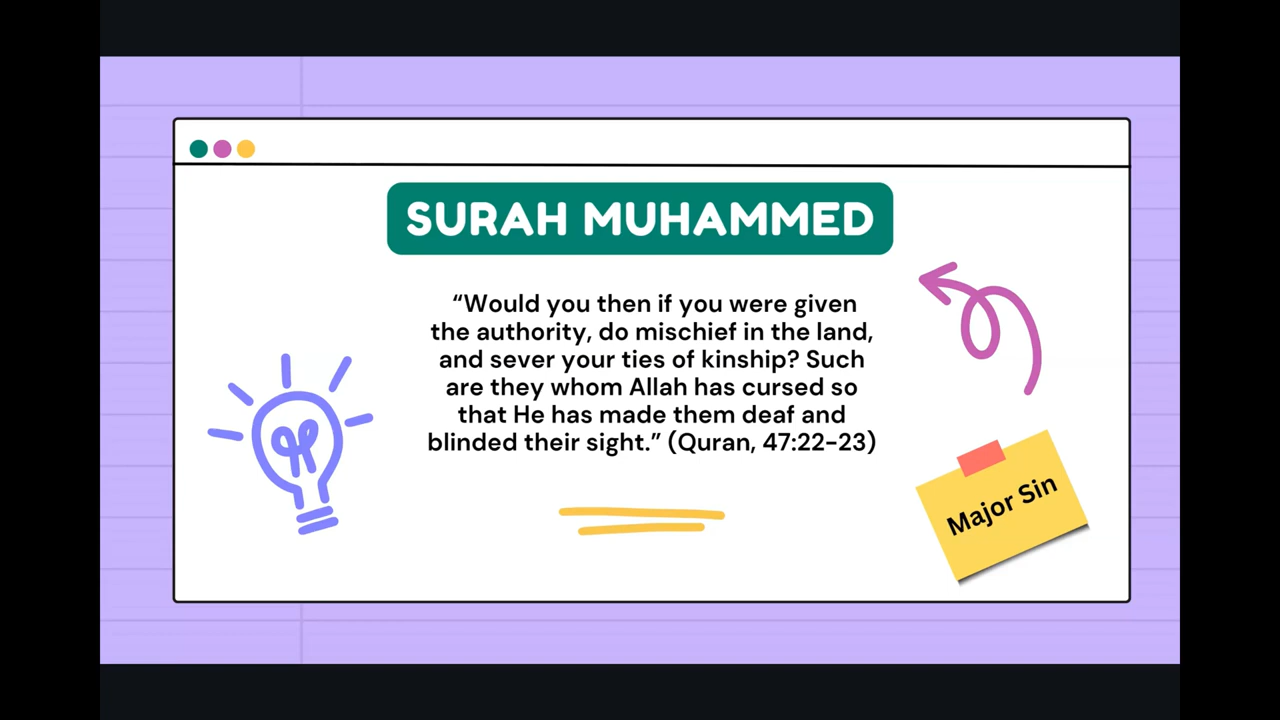 SURAH MUHAMMED
“Would you then if you were given
the authority, do mischief in the land,
and sever your ties of kinship? Such
are they whom Allah has cursed so
that He has made them deaf and
blinded their sight.” (Quran, 47:22-23)
Major Sin